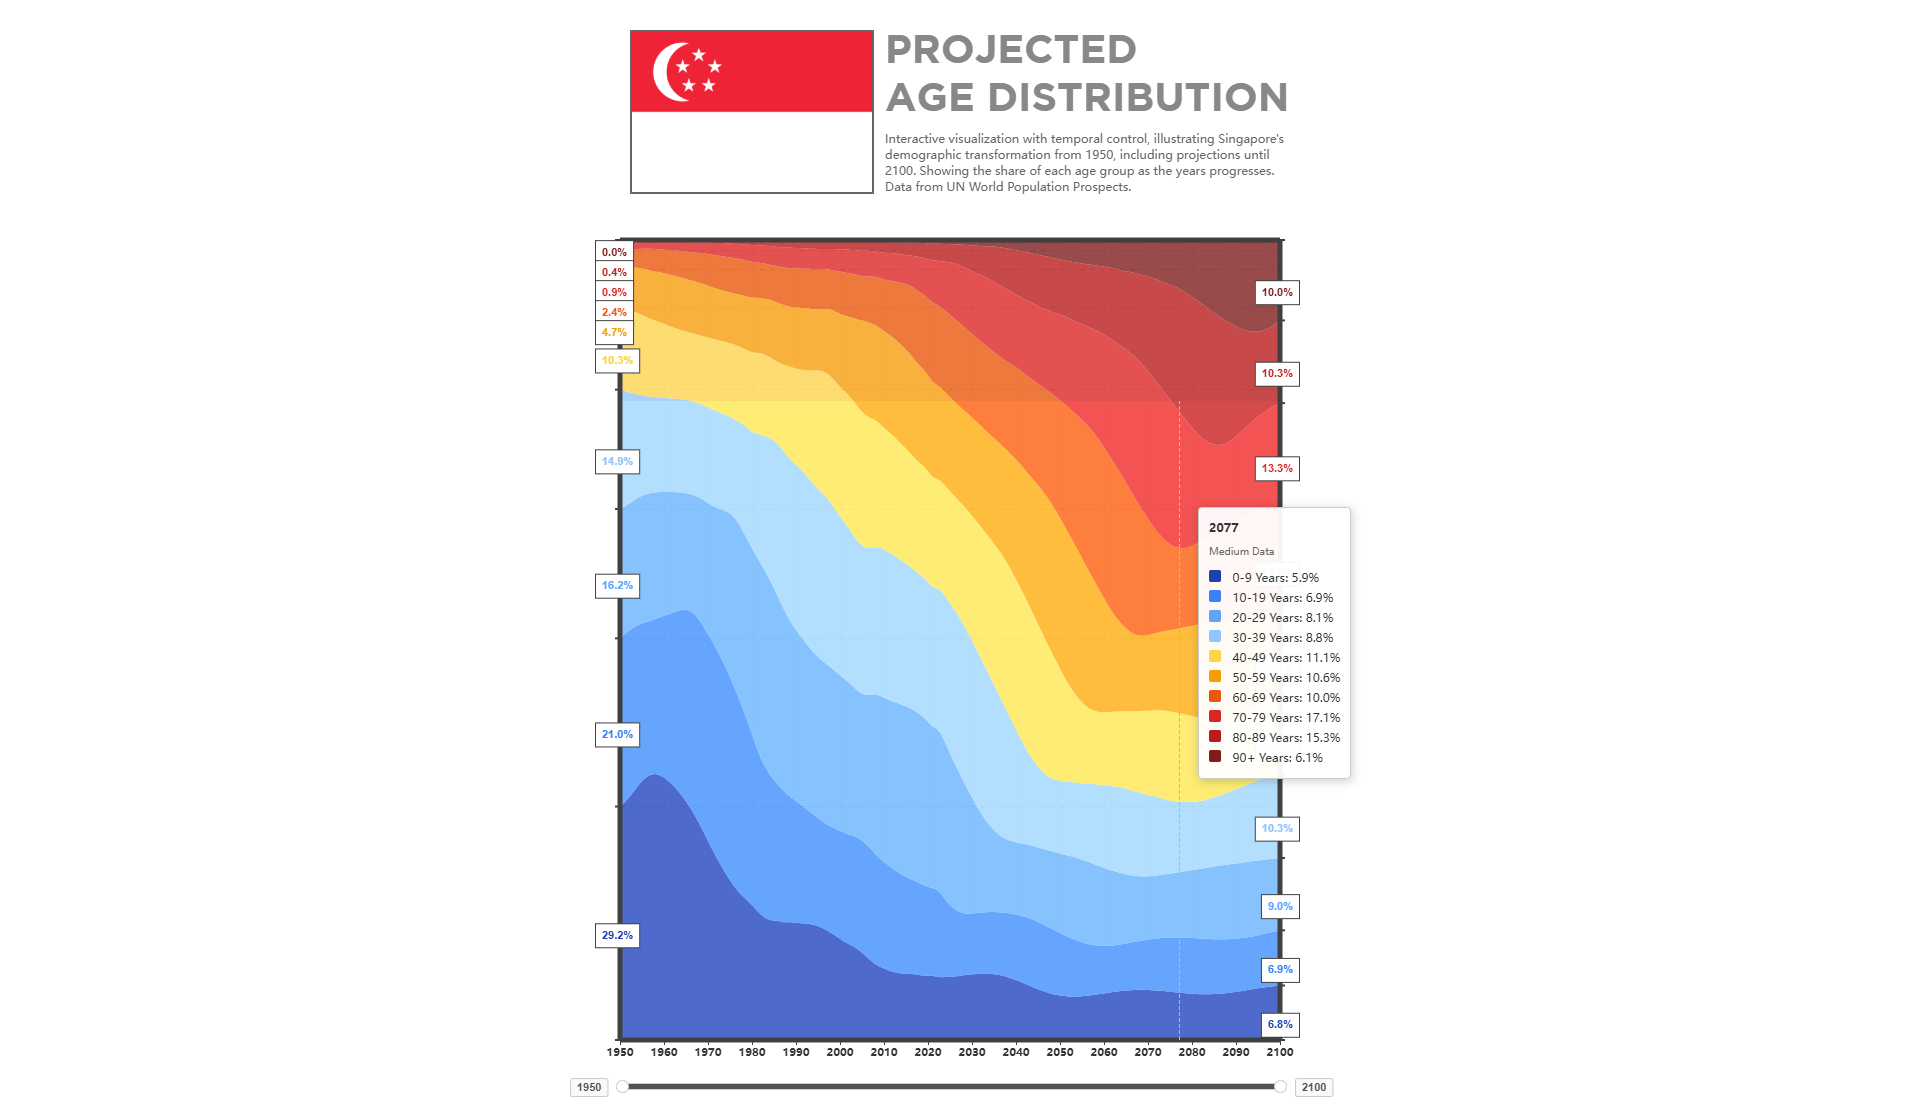 PROJECTED
AGE DISTRIBUTION
Interactive visualization with temporal control, illustrating Singapore's
demographic transformation from 1950, including projections until
2100. Showing the share of each age group as the years progresses.
Data from UN World Population Prospects.
0.0%
0.4%
0.9%
2.4%
4.7%
10.3%
14.9%
16.2%
21.0%
29.2%
10.0%
10.3%
13.3%
2077
Medium Data
0-9 Years: 5.9%
10-19 Years: 6.9%
20-29 Years: 8.1%
30-39 Years: 8.8%
40-49 Years: 11.1%
50-59 Years: 10.6%
60-69 Years: 10.0%
70-79 Years: 17.1%
80-89 Years: 15.3%
90+ Years: 6.1%
10.3%
9.0%
6.9%
6.8%
1950 1960 1970 1980 1990 2000 2010 2020 2030 2040 2050 2060 2070 2080 2090 2100
1950 2100